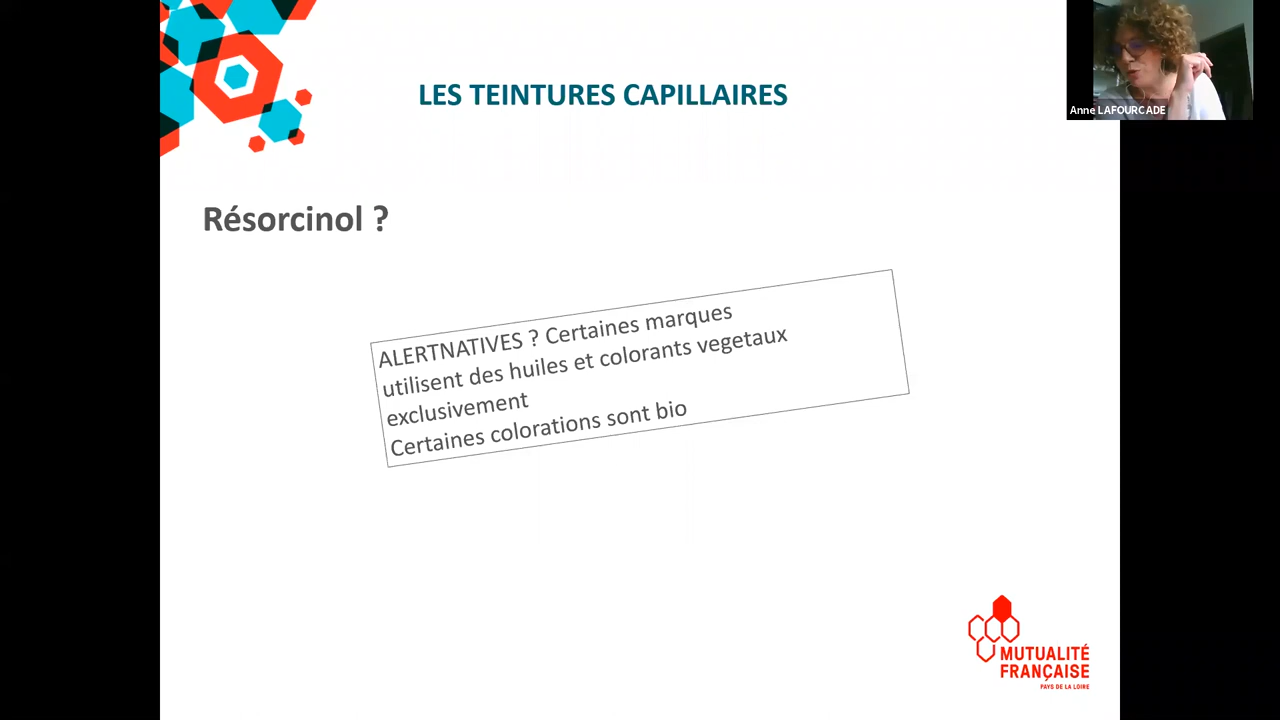 LES TEINTURES CAPILLAIRES
Anne LAFOURCADE
Résorcinol ?
ALERTNATIVES ? Certaines marques
utilisent des huiles et colorants vegetaux
exclusivement
Certaines colorations sont bio
MUTUALITÉ
FRANÇAISE
PAYS DE LA LOIRE